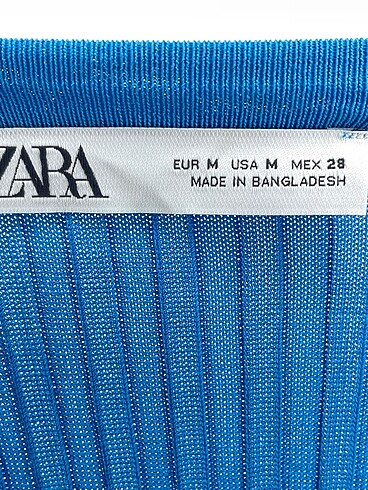 ZARA
EUR M USA M MEX 28
MADE IN BANGLADESH